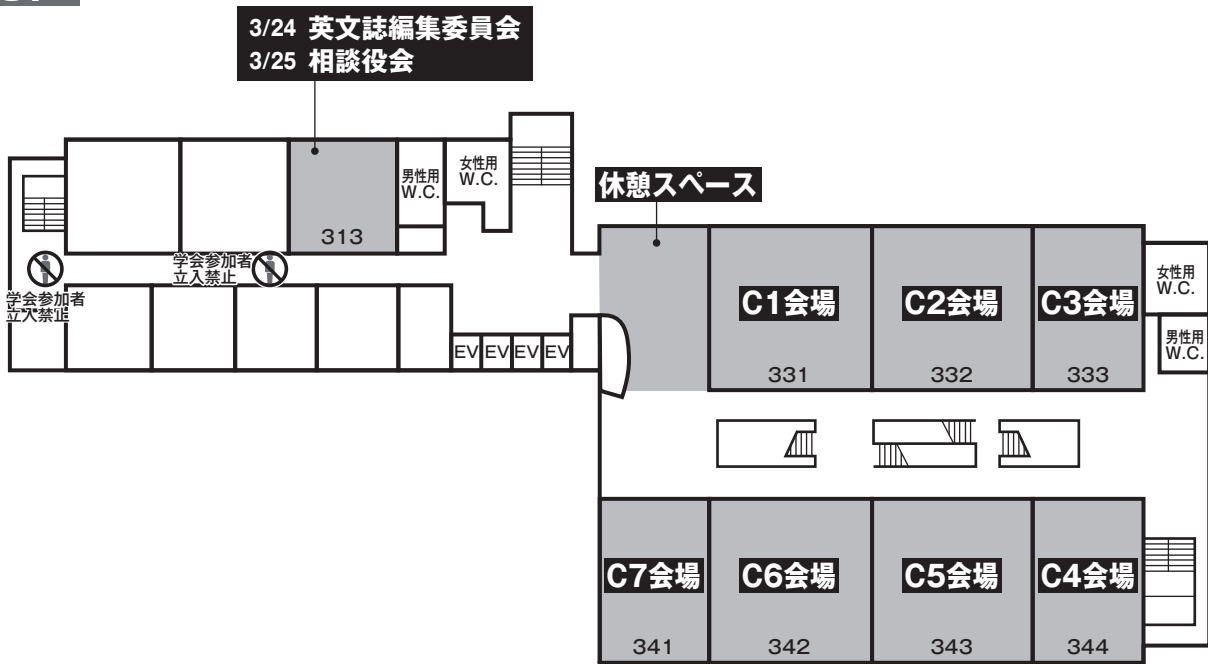 3/24 英文誌編集委員会
3/25 相談役会
男性用
W.C.
女性用
W.C.
休憩スペース
313
学会参加者
立入禁止
学会参加者
立入禁止
C1会場
C2会場
C3会場
女性用
W.C.
男性用
W.C.
EV
EV
EV
EV
331
332
333
C7会場
C6会場
C5会場
C4会場
341
342
343
344